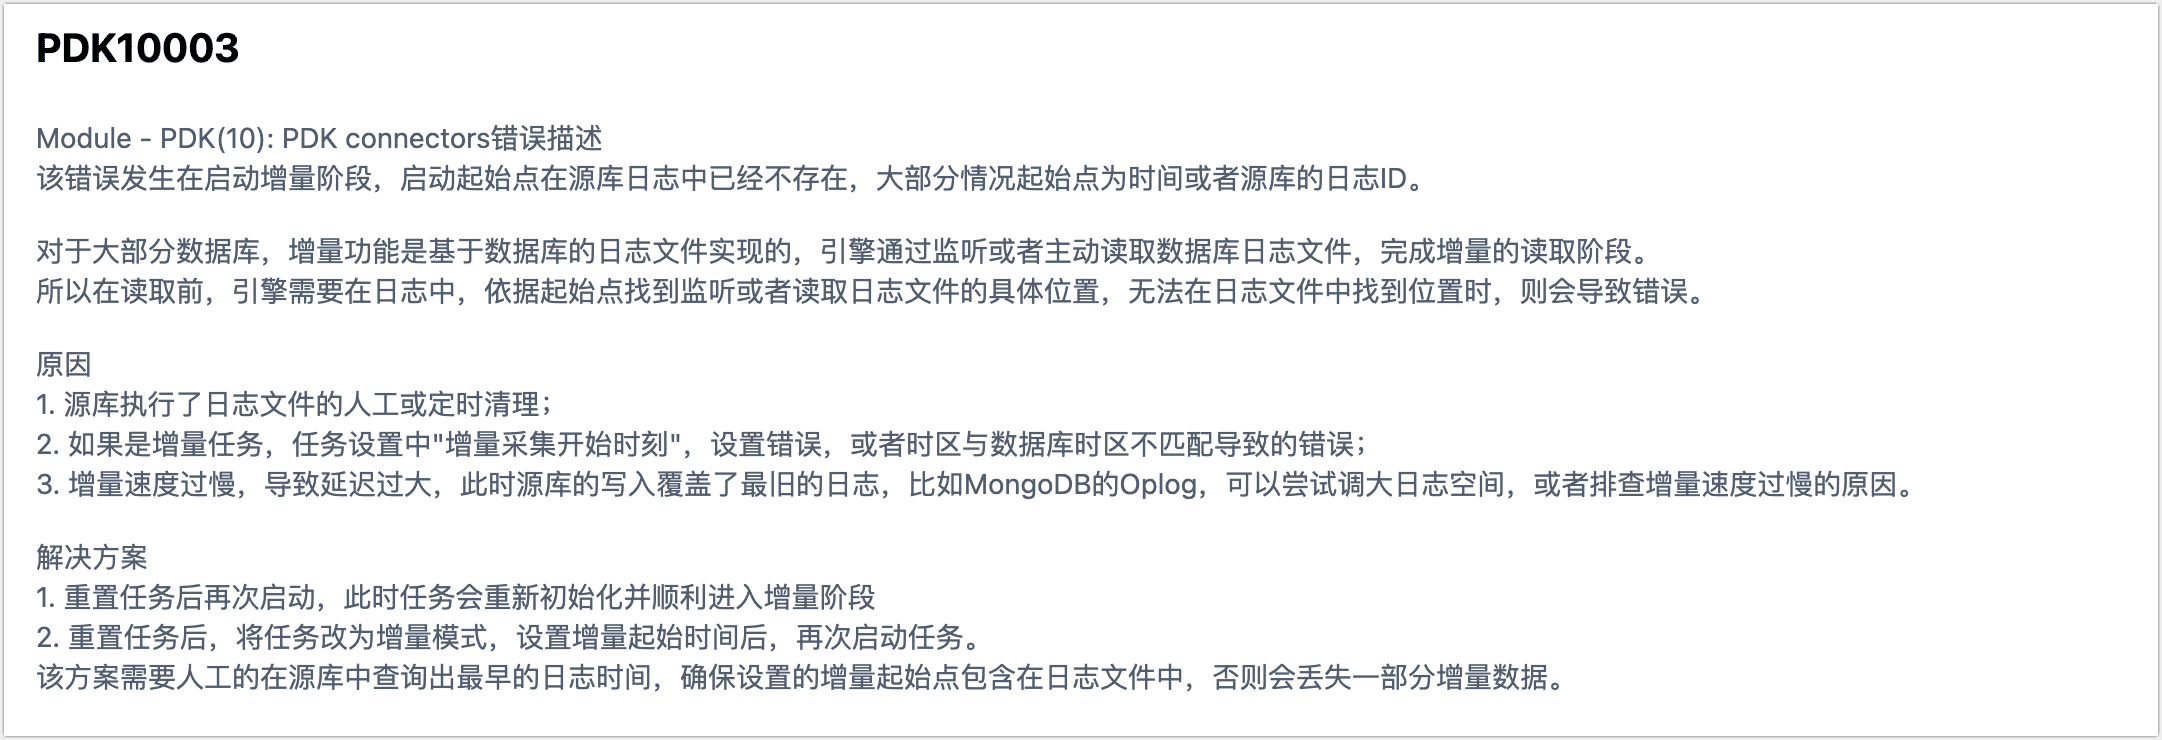 PDK10003
Module - PDK(10): PDK connectors错误描述
该错误发生在启动增量阶段，启动起始点在源库日志中已经不存在，大部分情况起始点为时间或者源库的日志ID。
对于大部分数据库，增量功能是基于数据库的日志文件实现的，引擎通过监听或者主动读取数据库日志文件，完成增量的读取阶段。
所以在读取前，引擎需要在日志中，依据起始点找到监听或者读取日志文件的具体位置，无法在日志文件中找到位置时，则会导致错误。
原因
1. 源库执行了日志文件的人工或定时清理；
2. 如果是增量任务，任务设置中"增量采集开始时刻"，设置错误，或者时区与数据库时区不匹配导致的错误；
3. 增量速度过慢，导致延迟过大，此时源库的写入覆盖了最旧的日志，比如MongoDB的Oplog，可以尝试调大日志空间，或者排查增量速度过慢的原因。
解决方案
1. 重置任务后再次启动，此时任务会重新初始化并顺利进入增量阶段
2. 重置任务后，将任务改为增量模式，设置增量起始时间后，再次启动任务。
该方案需要人工的在源库中查询出最早的日志时间，确保设置的增量起始点包含在日志文件中，否则会丢失一部分增量数据。